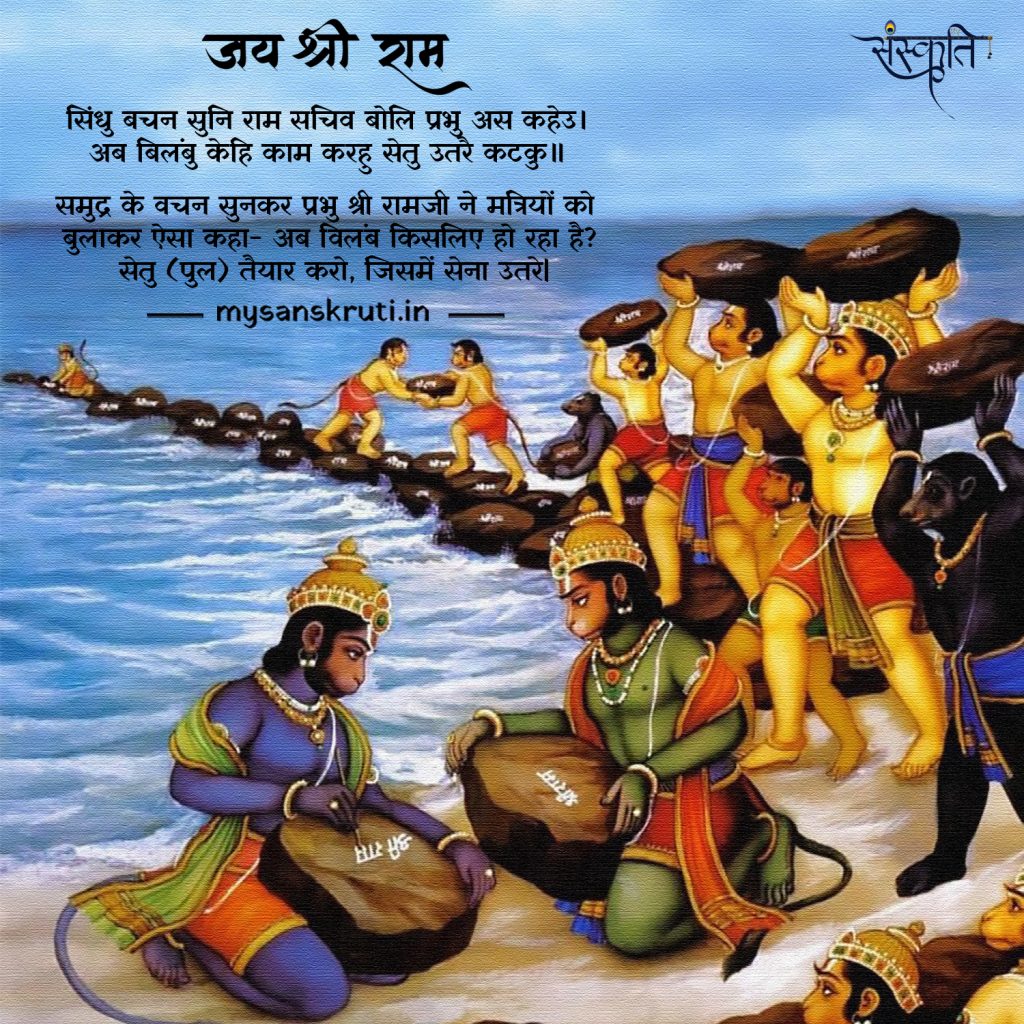 जय श्री राम
संस्कृति
सिंधु बचन सुनि राम सचिव बोलि प्रभु अस कहेउ।
अब बिलंबु केहि काम करहु सेतु उतरै कटकु॥
समुद्र के वचन सुनकर प्रभु श्री रामजी ने मत्रियों को
बुलाकर ऐसा कहा- अब विलंब किसलिए हो रहा है?
सेतु (पुल) तैयार करो, जिसमें सेना उतरे।
mysanskruti.in
श्रीराम
श्रीराम
श्रीराम
श्रीराम
श्रीराम
राम
श्रीराम
श्रीराम
श्रीराम
श्री राम